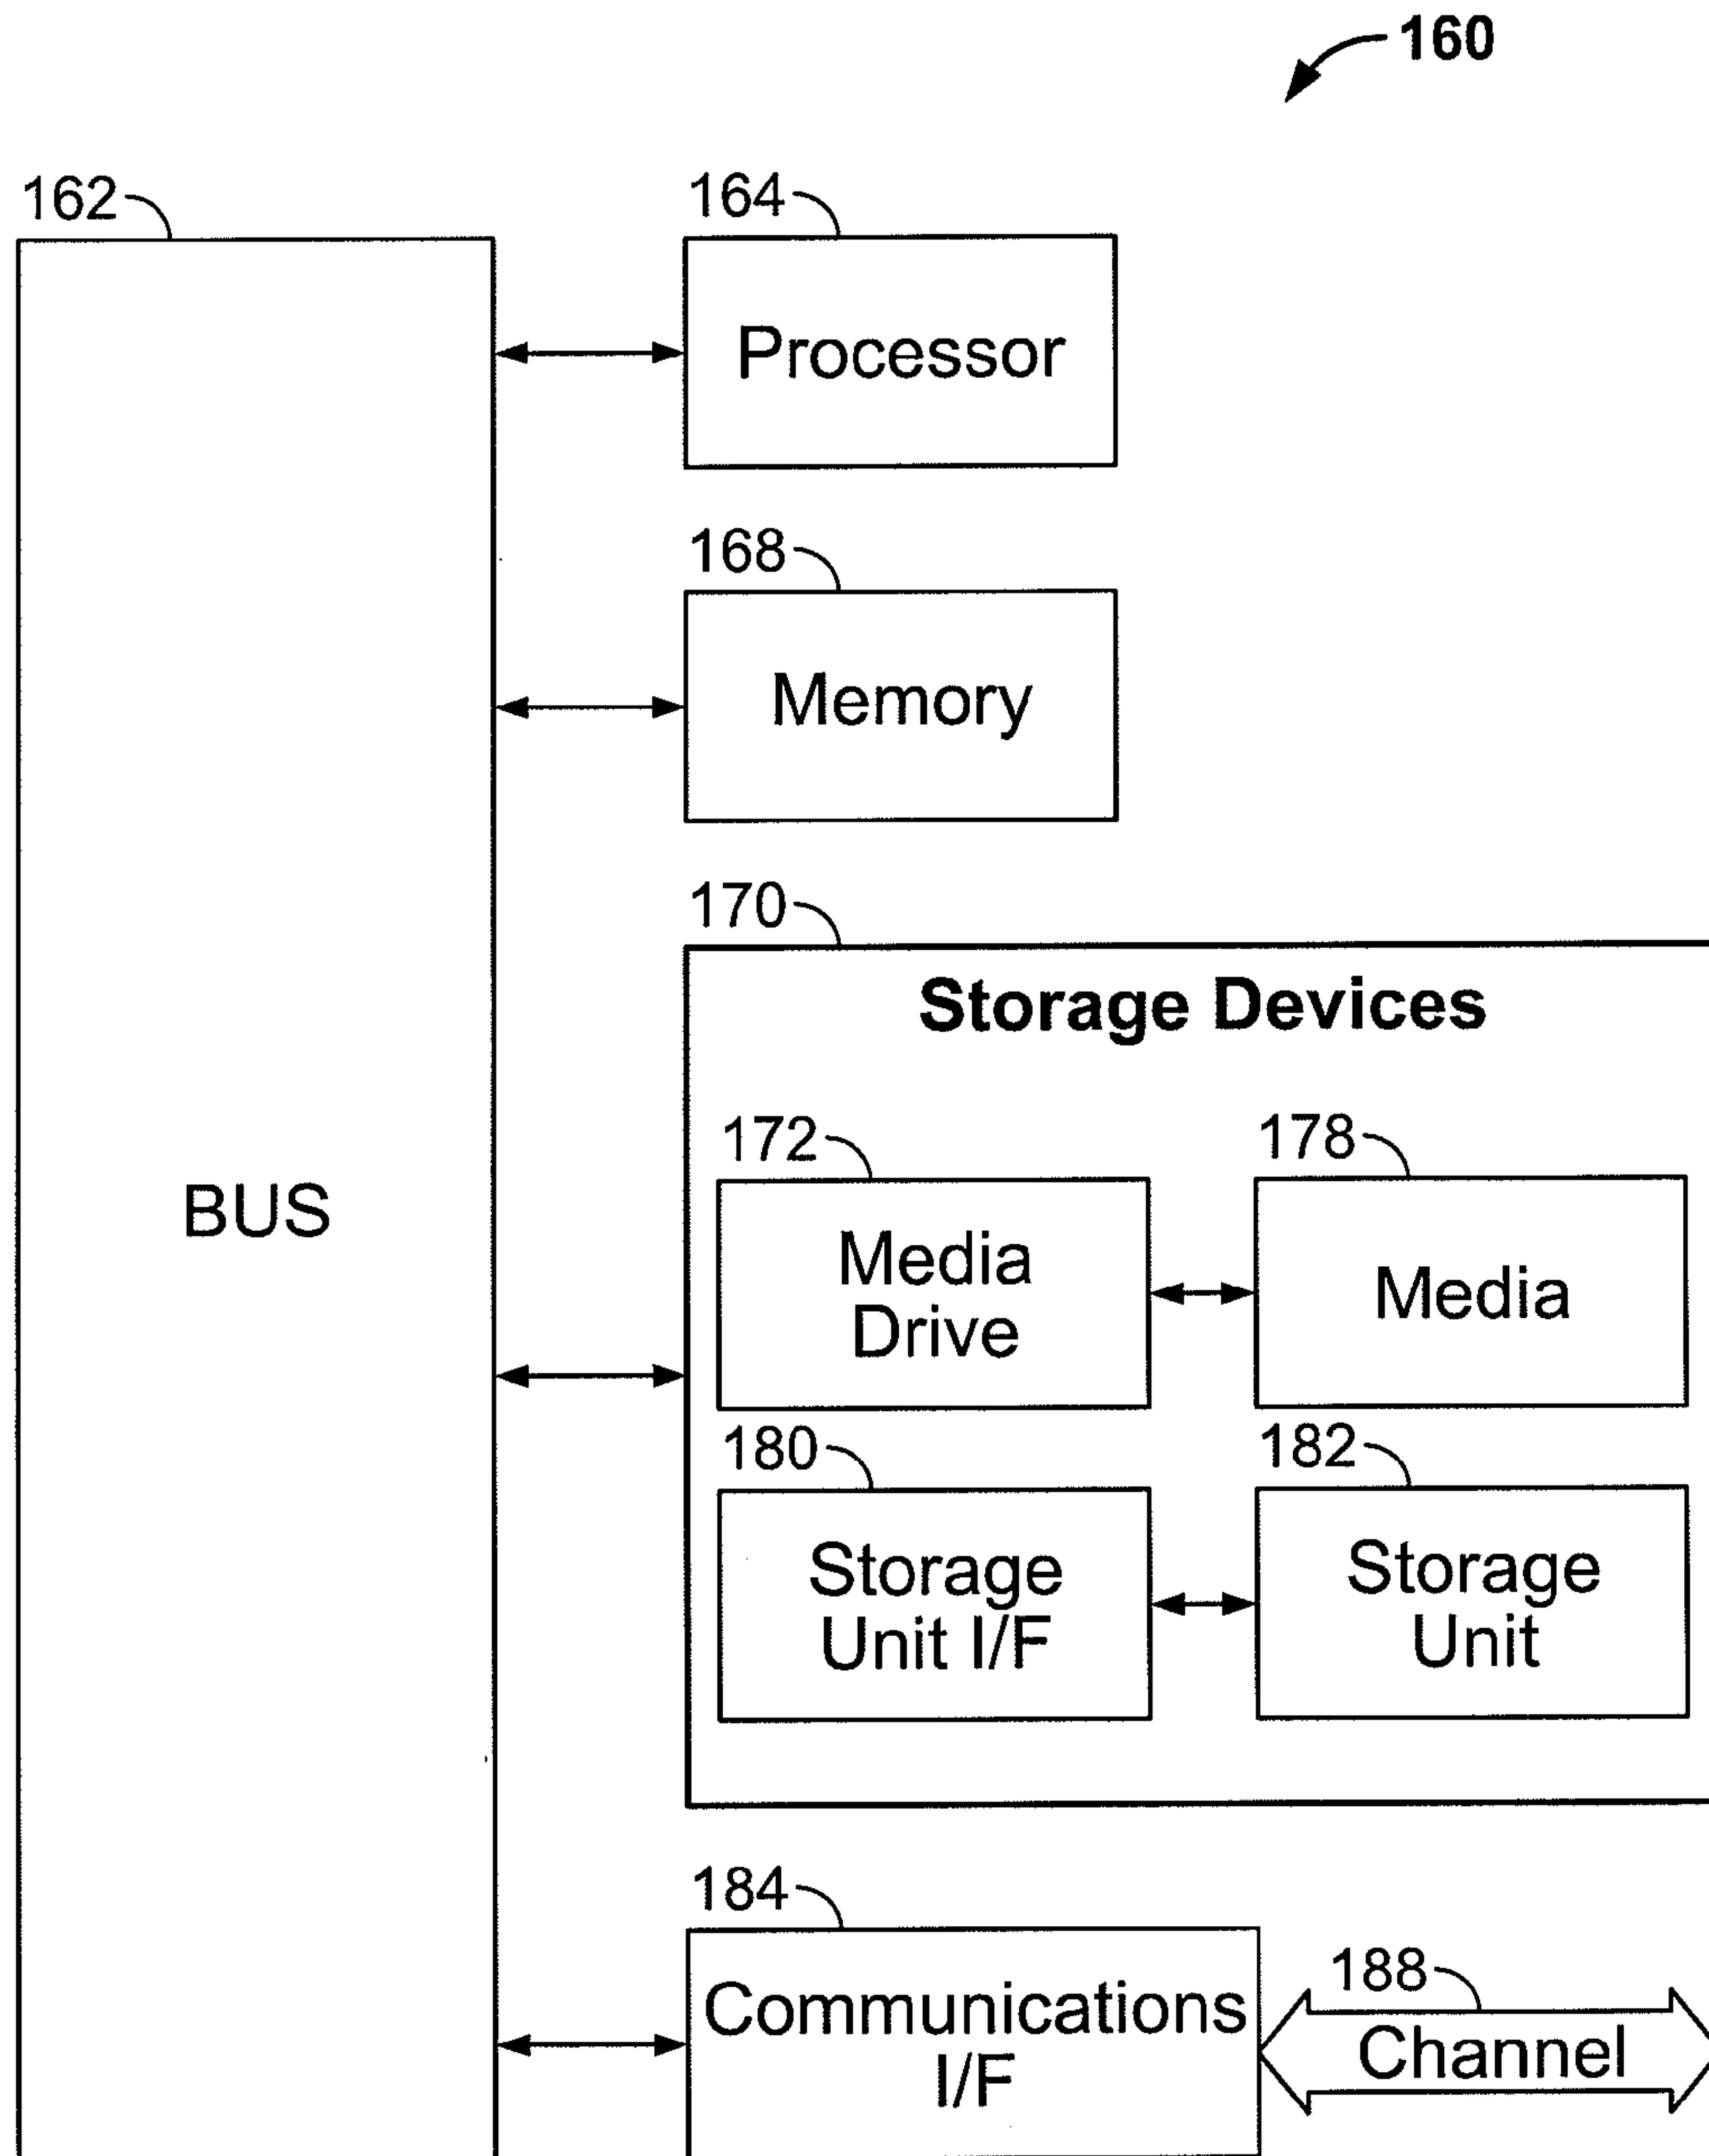 160
162
164
Processor
168
Memory
170
Storage Devices
172
178
Media
Drive
Media
BUS
180
182
Storage
Unit I/F
Storage
Unit
184
Communications
I/F
188
Channel